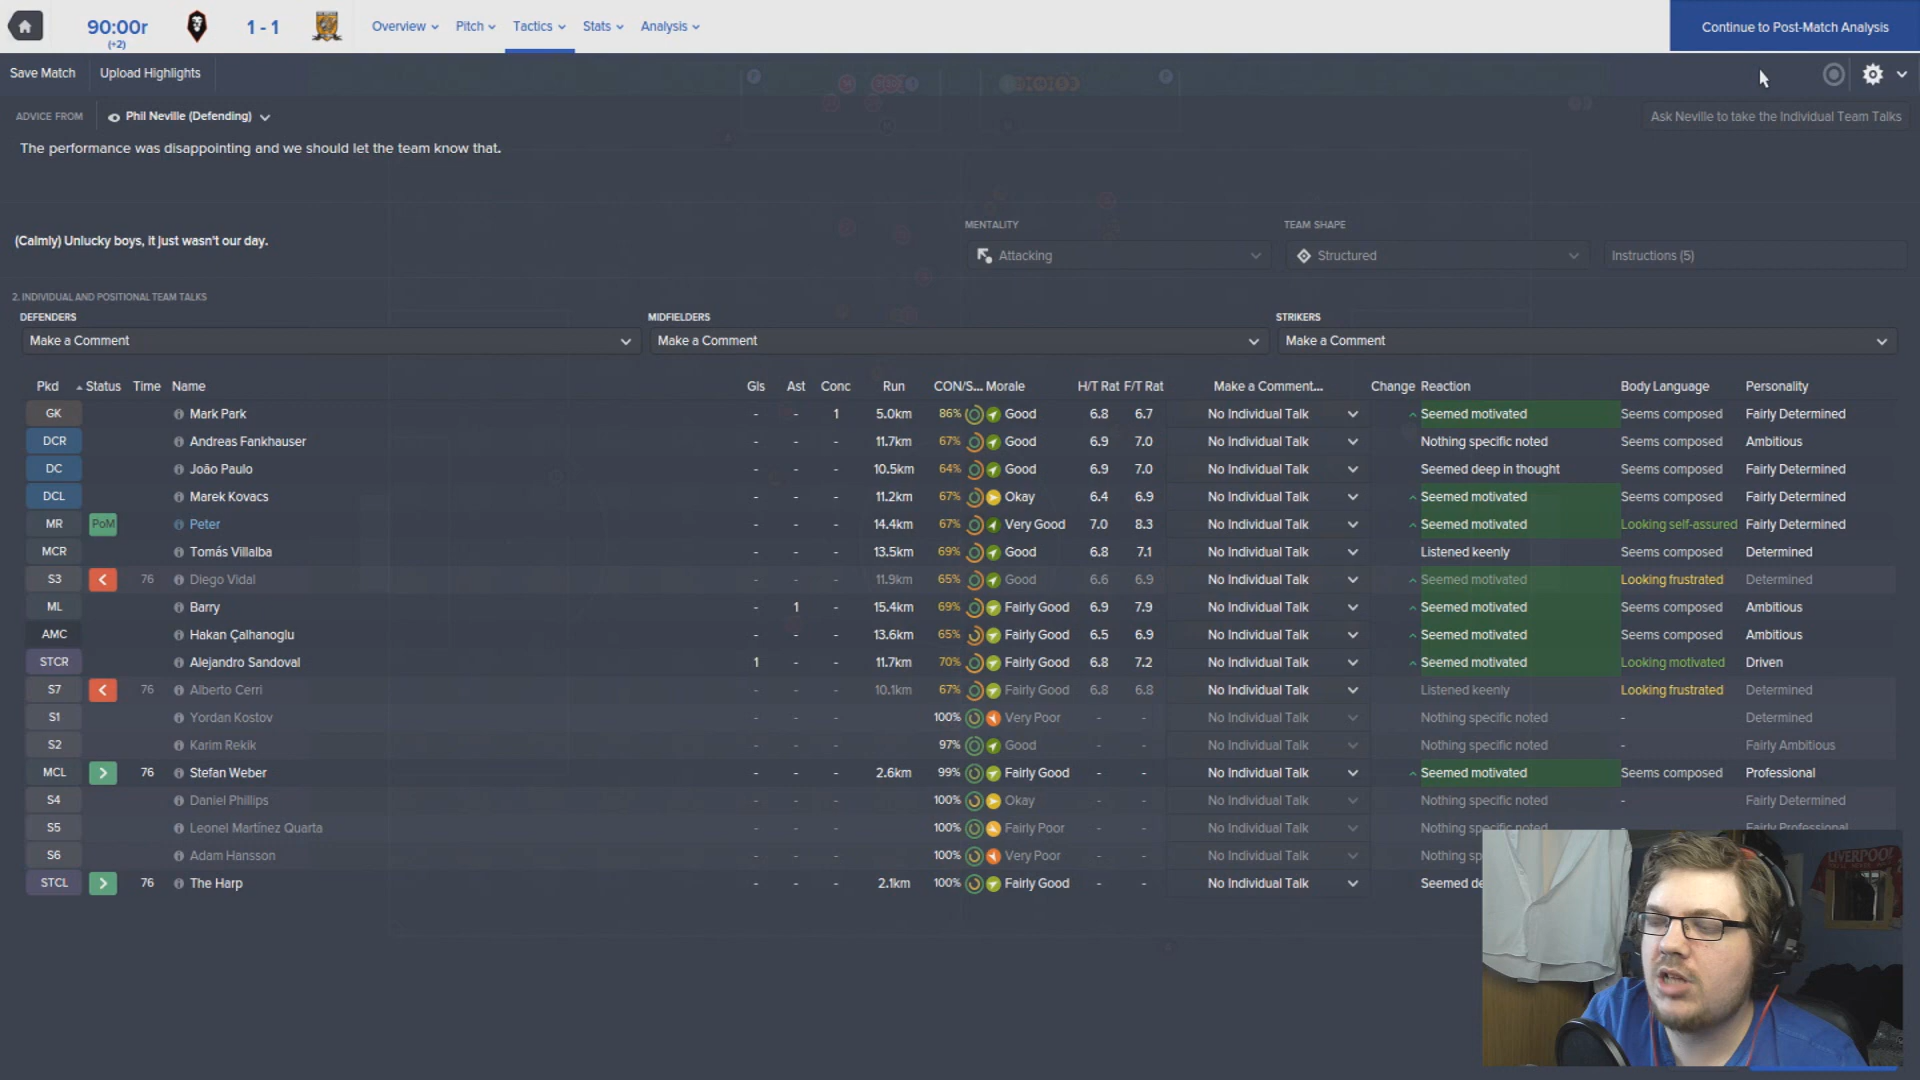 90:00r
(+2)
1 - 1
Overview
Pitch
Tactics
Stats
Analysis
Continue to Post-Match Analysis
Save Match
Upload Highlights
ADVICE FROM
Phil Neville (Defending)
Ask Neville to take the Individual Team Talks
The performance was disappointing and we should let the team know that.
(Calmly) Unlucky boys, it just wasn't our day.
MENTALITY
Attacking
TEAM SHAPE
Structured
Instructions (5)
2. INDIVIDUAL AND POSITIONAL TEAM TALKS
DEFENDERS
MIDFIELDERS
STRIKERS
Make a Comment
Make a Comment
Make a Comment
Pkd Status Time Name Gls Ast Conc Run CON/S... Morale H/T Rat F/T Rat Make a Comment... Change Reaction Body Language Personality
GK Mark Park - - 1 5.0km 86% Good 6.8 6.7 No Individual Talk Seemed motivated Seems composed Fairly Determined
DCR Andreas Fankhauser - - - 11.7km 67% Good 6.9 7.0 No Individual Talk Nothing specific noted Seems composed Ambitious
DC João Paulo - - - 10.5km 64% Good 6.9 7.0 No Individual Talk Seemed deep in thought Seems composed Fairly Determined
DCL Marek Kovacs - - - 11.2km 67% Okay 6.4 6.9 No Individual Talk Seemed motivated Seems composed Fairly Determined
MR PoM Peter - - - 14.4km 67% Very Good 7.0 8.3 No Individual Talk Seemed motivated Looking self-assured Fairly Determined
MCR Tomás Villalba - - - 13.5km 69% Good 6.8 7.1 No Individual Talk Listened keenly Seems composed Determined
S3 76 Diego Vidal - - - 11.9km 65% Good 6.6 6.9 No Individual Talk Seemed motivated Looking frustrated Determined
ML Barry - 1 - 15.4km 69% Fairly Good 6.9 7.9 No Individual Talk Seemed motivated Seems composed Ambitious
AMC Hakan Çalhanoglu - - - 13.6km 65% Fairly Good 6.5 6.9 No Individual Talk Seemed motivated Seems composed Ambitious
STCR Alejandro Sandoval 1 - - 11.7km 70% Fairly Good 6.8 7.2 No Individual Talk Seemed motivated Looking motivated Driven
S7 76 Alberto Cerri - - - 10.1km 67% Fairly Good 6.8 6.8 No Individual Talk Listened keenly Looking frustrated Determined
S1 Yordan Kostov - - - 100% Very Poor - - No Individual Talk Nothing specific noted - Determined
S2 Karim Rekik - - - 97% Good - - No Individual Talk Nothing specific noted - Fairly Ambitious
MCL 76 Stefan Weber - - - 2.6km 99% Fairly Good - - No Individual Talk Seemed motivated Seems composed Professional
S4 Daniel Phillips - - - 100% Okay - - No Individual Talk Nothing specific noted - Fairly Determined
S5 Leonel Martínez Quarta - - - 100% Fairly Poor - - No Individual Talk Nothing specific noted Fairly Professional
S6 Adam Hansson - - - 100% Very Poor - - No Individual Talk Nothing sp
STCL 76 The Harp - - - 2.1km 100% Fairly Good - - No Individual Talk Seemed de
LIVERPOOL